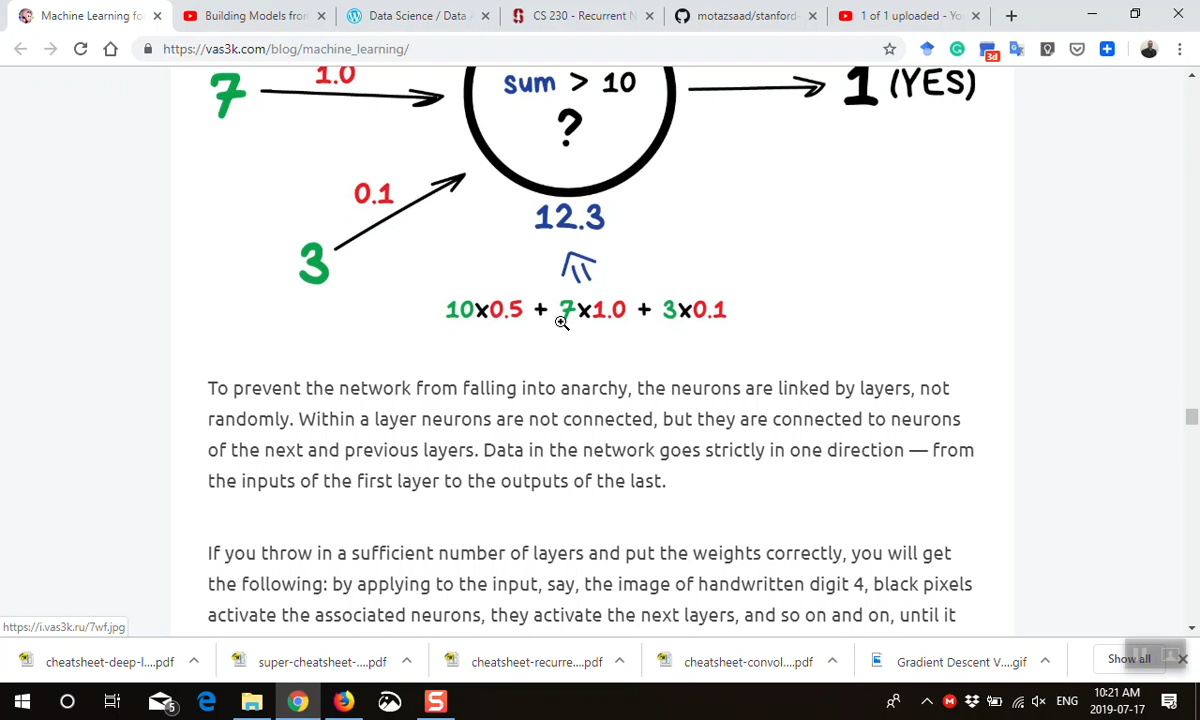 Machine Learning fo
Building Models fron
Data Science / Data
CS 230 - Recurrent N
motazsaad/stanford-
1 of 1 uploaded - Yo
https://vas3k.com/blog/machine_learning/
3d
7
1.0
sum > 10
?
1 (YES)
0.1
3
12.3
10x0.5 + 7x1.0 + 3x0.1
To prevent the network from falling into anarchy, the neurons are linked by layers, not
randomly. Within a layer neurons are not connected, but they are connected to neurons
of the next and previous layers. Data in the network goes strictly in one direction — from
the inputs of the first layer to the outputs of the last.
If you throw in a sufficient number of layers and put the weights correctly, you will get
the following: by applying to the input, say, the image of handwritten digit 4, black pixels
activate the associated neurons, they activate the next layers, and so on and on, until it
https://i.vas3k.ru/7wf.jpg
cheatsheet-deep-l....pdf
super-cheatsheet-....pdf
cheatsheet-recurre....pdf
cheatsheet-convol....pdf
Gradient Descent V....gif
Show all
5
ENG
10:21 AM
2019-07-17